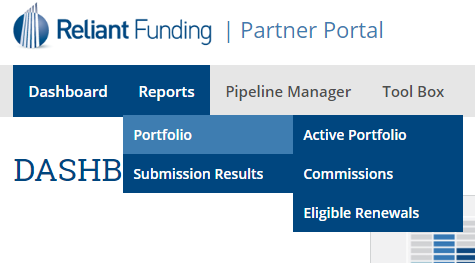 Reliant Funding | Partner Portal
Dashboard Reports Pipeline Manager Tool Box
Portfolio Active Portfolio
DASHB
Submission Results Commissions
Eligible Renewals